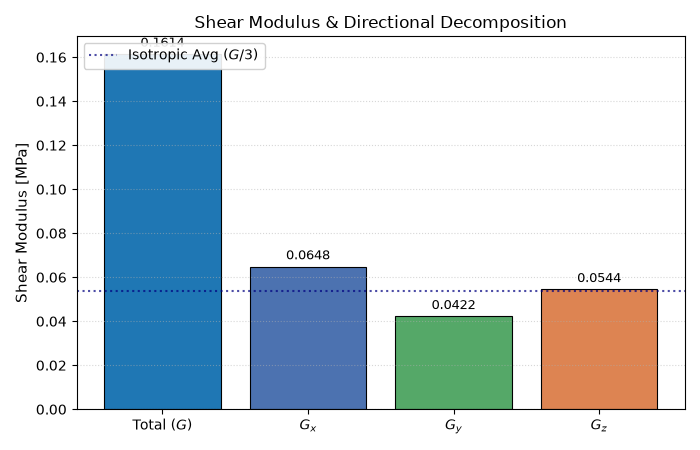 Shear Modulus & Directional Decomposition
0.1614
Isotropic Avg (G/3)
Shear Modulus [MPa]
0.16
0.14
0.12
0.10
0.08
0.06
0.04
0.02
0.00
0.0648
0.0422
0.0544
Total (G)
Gx
Gy
Gz